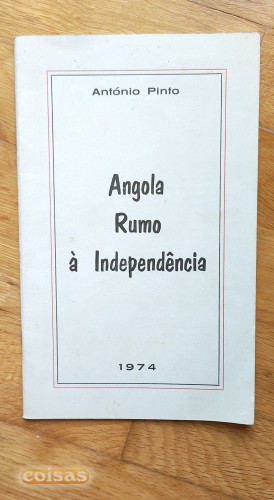 António Pinto
Angola
Rumo
à Independência
1974
coisas